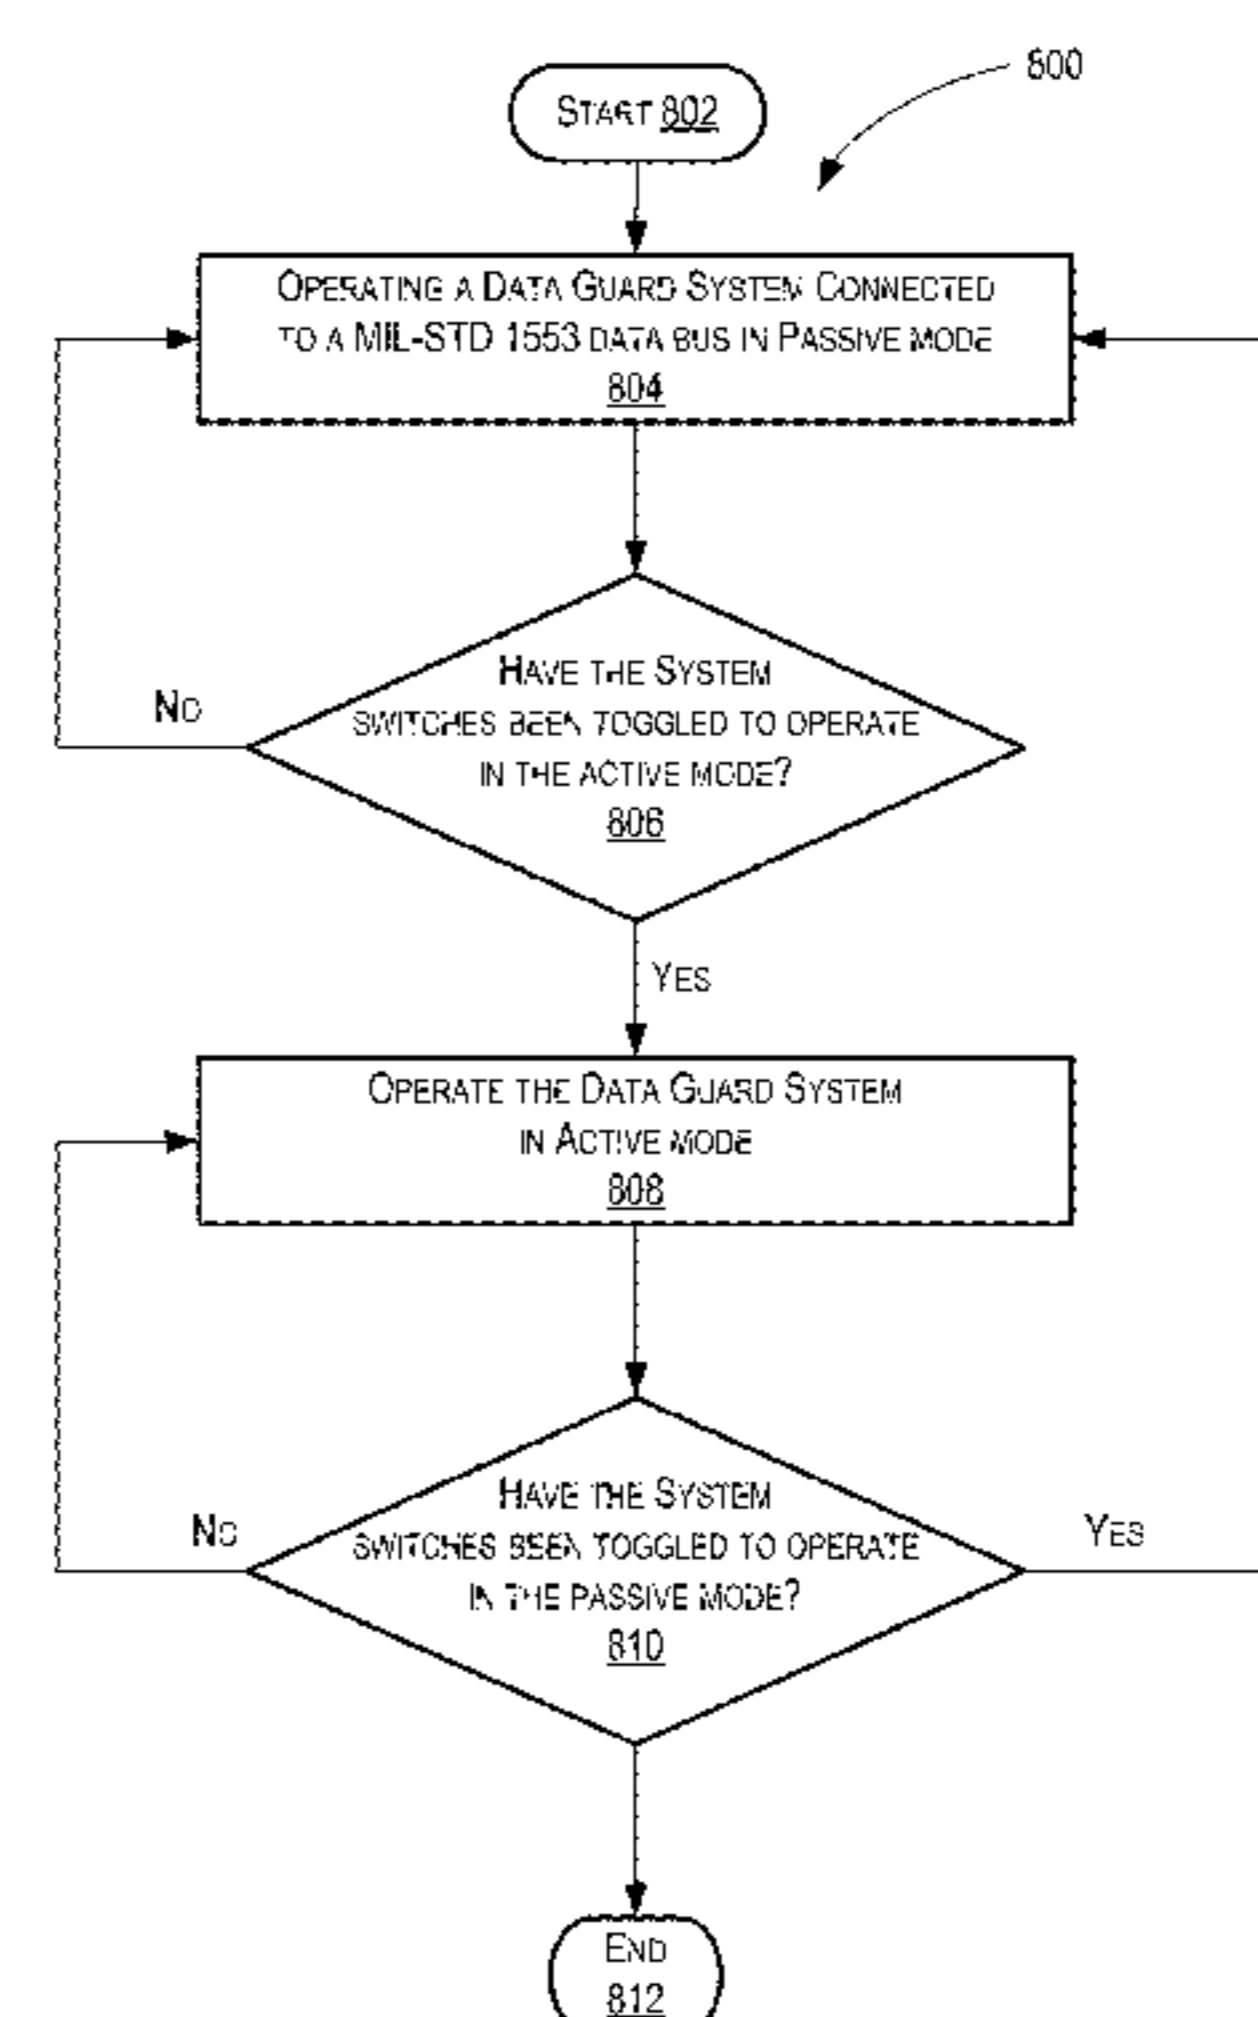 800
START 802
OPERATING A DATA GUARD SYSTEM CONNECTED
TO A MIL-STD 1553 DATA BUS IN PASSIVE MODE
804
HAVE THE SYSTEM
SWITCHES BEEN TOGGLED TO OPERATE
IN THE ACTIVE MODE?
806
NO
YES
OPERATE THE DATA GUARD SYSTEM
IN ACTIVE MODE
808
HAVE THE SYSTEM
SWITCHES BEEN TOGGLED TO OPERATE
IN THE PASSIVE MODE?
810
NO
YES
END
812